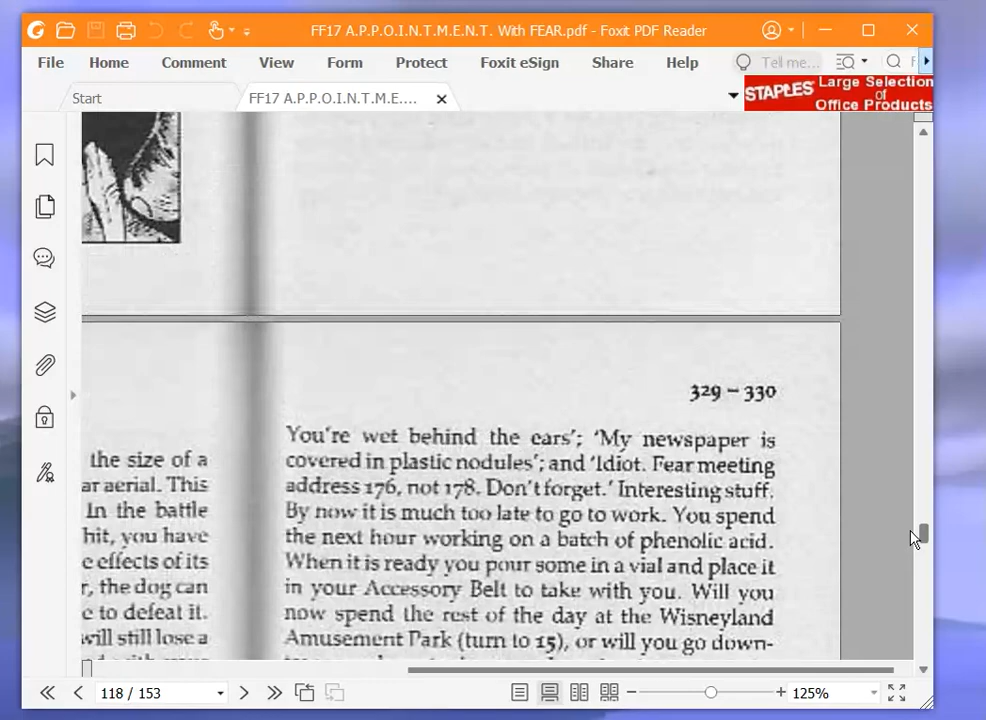 FF17 A.P.P.O.I.N.T.M.E.N.T. With FEAR.pdf - Foxit PDF Reader
File Home Comment View Form Protect Foxit eSign Share Help Tell me... F
Start FF17 A.P.P.O.I.N.T.M.E....
STAPLES Large Selection
of
Office Products
329 – 330
the size of a
ar aerial. This
In the battle
hit, you have
e effects of its
r, the dog can
e to defeat it.
will still lose a
You're wet behind the ears'; 'My newspaper is
covered in plastic nodules'; and 'Idiot. Fear meeting
address 176, not 178. Don't forget.' Interesting stuff.
By now it is much too late to go to work. You spend
the next hour working on a batch of phenolic acid.
When it is ready you pour some in a vial and place it
in your Accessory Belt to take with you. Will you
now spend the rest of the day at the Wisneyland
Amusement Park (turn to 15), or will you go down-
118 / 153
125%